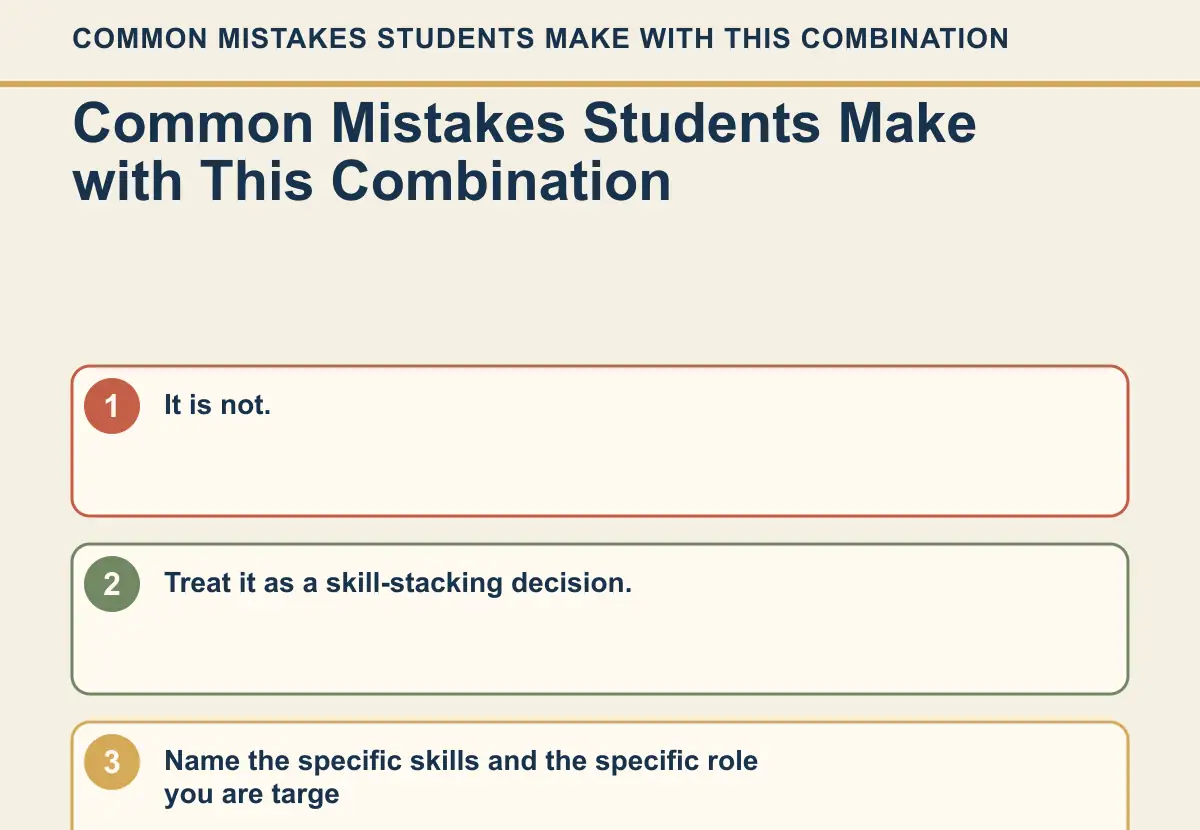 COMMON MISTAKES STUDENTS MAKE WITH THIS COMBINATION
Common Mistakes Students Make
with This Combination
1
It is not.
2
Treat it as a skill-stacking decision.
3
Name the specific skills and the specific role
you are targe